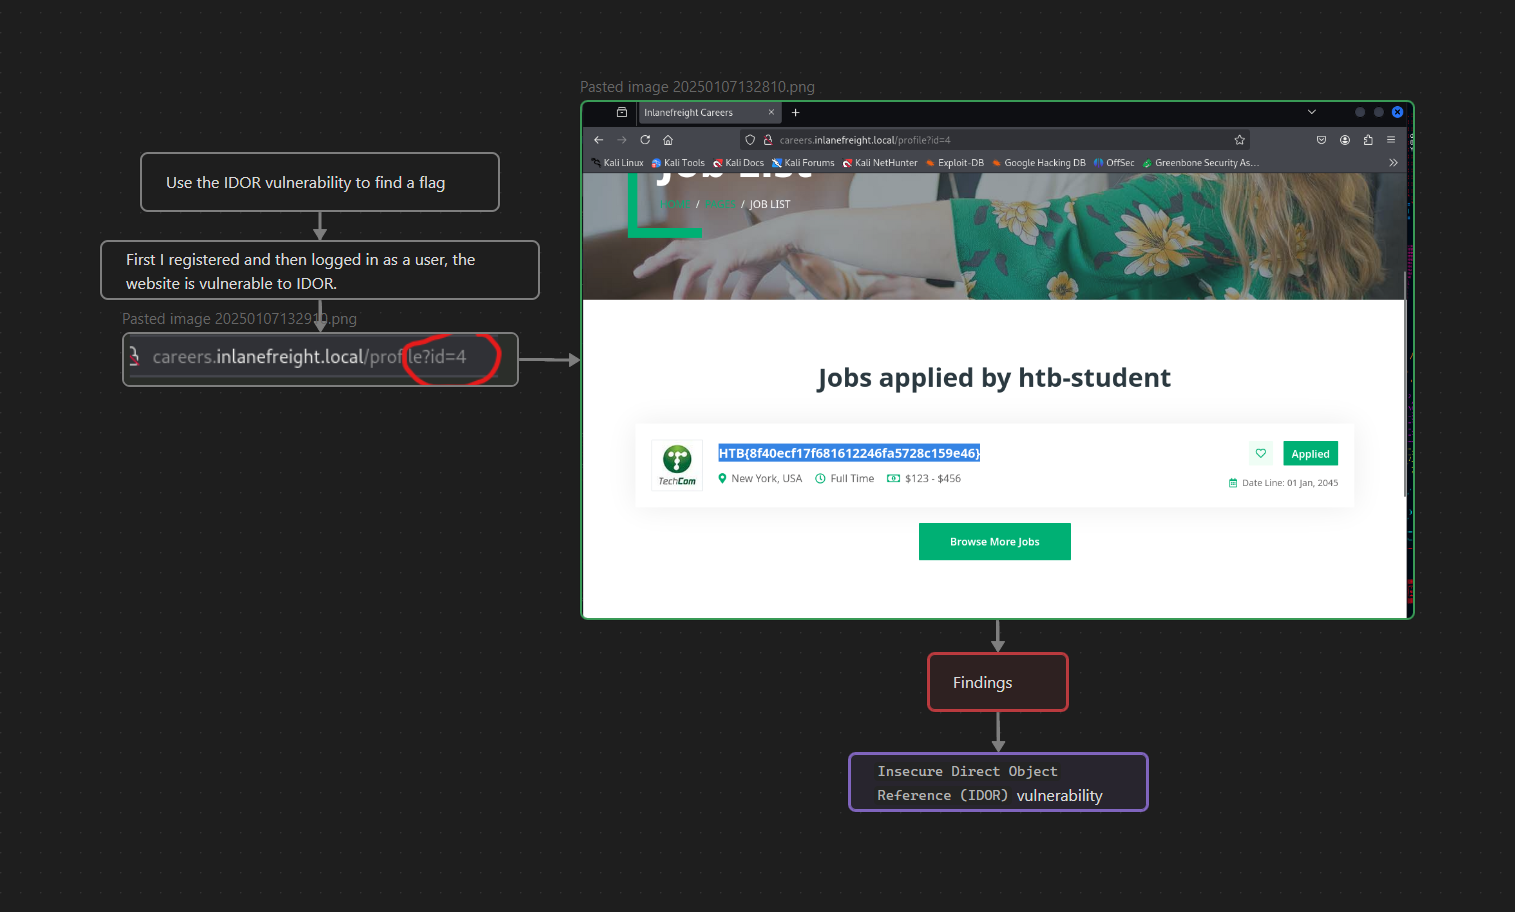 Pasted image 20250107132810.png
Inlanefreight Careers
careers.inlanefreight.local/profile?id=4
Kali Linux Kali Tools Kali Docs Kali Forums Kali NetHunter Exploit-DB Google Hacking DB OffSec Greenbone Security As…
Use the IDOR vulnerability to find a flag
Job List
HOME / PAGES / JOB LIST
First I registered and then logged in as a user, the
website is vulnerable to IDOR.
Pasted image 20250107132910.png
careers.inlanefreight.local/profile?id=4
Jobs applied by htb-student
HTB{8f40ecf17f681612246fa5728c159e46}
Applied
TechCom
New York, USA Full Time $123 - $456
Date Line: 01 Jan, 2045
Browse More Jobs
Findings
Insecure Direct Object
Reference (IDOR) vulnerability